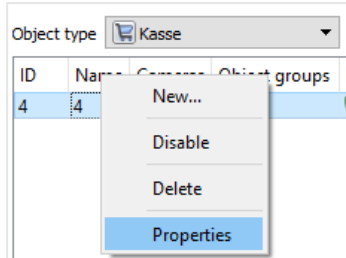 Object type Kasse
ID Name Cameras Object groups
4 4
New...
Disable
Delete
Properties